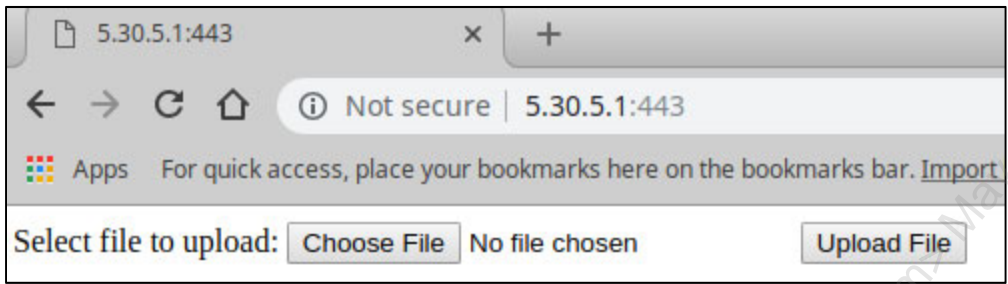 5.30.5.1:443
Not secure | 5.30.5.1:443
Apps For quick access, place your bookmarks here on the bookmarks bar. Import
Select file to upload: Choose File No file chosen Upload File